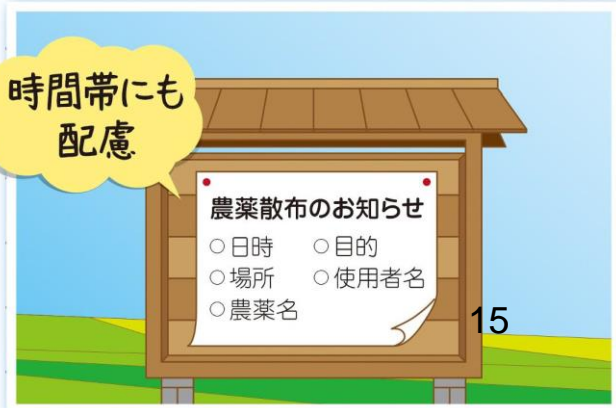 時間帯にも
配慮
農薬散布のお知らせ
○日時　○目的
○場所　○使用者名
○農薬名
15